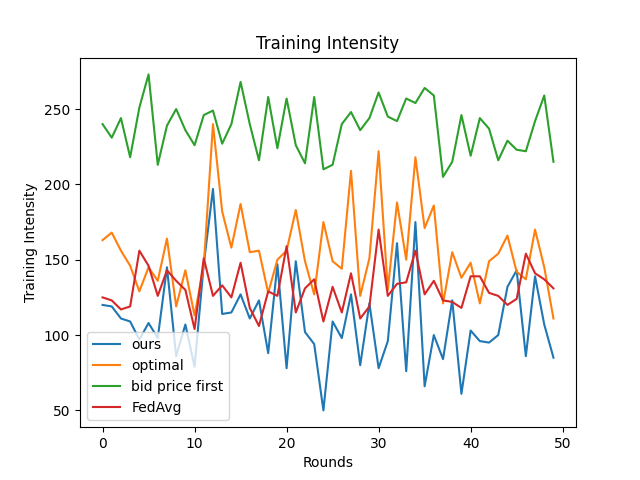 Training Intensity
Training Intensity
250
200
150
100
50
ours
optimal
bid price first
FedAvg
0 10 20 30 40 50
Rounds